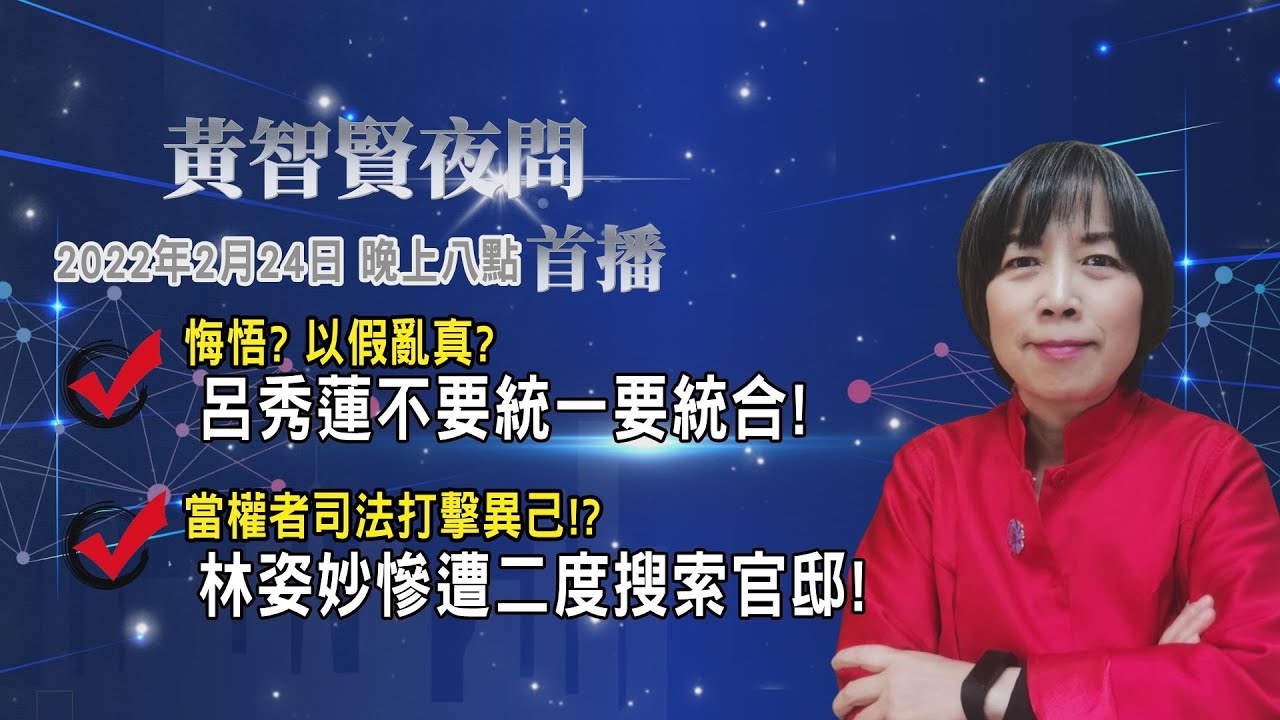 黃智賢夜問
2022年2月24日 晚上八點 首播
悔悟? 以假亂真?
呂秀蓮不要統一要統合!
當權者司法打擊異己!?
林姿妙慘遭二度搜索官邸!